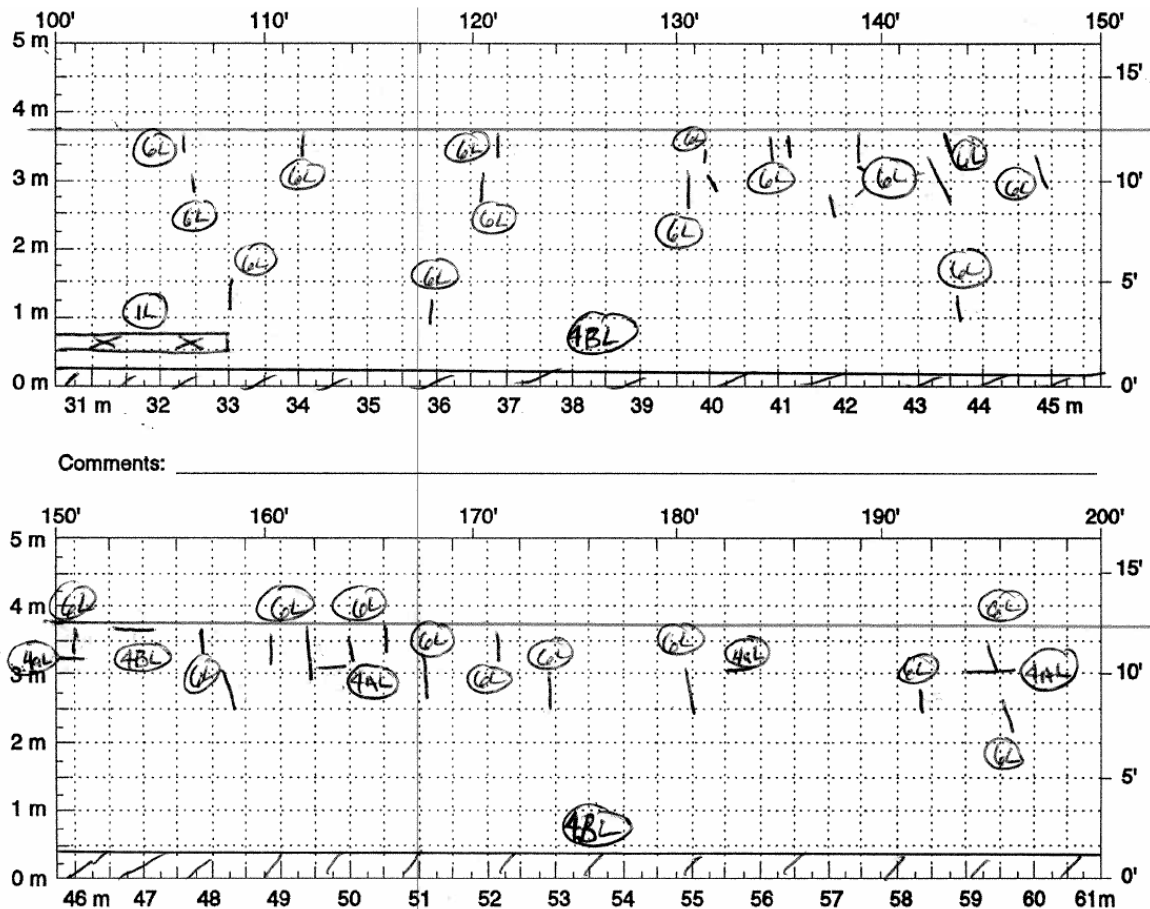 100' 110' 120' 130' 140' 150'
5 m 15'
4 m
6L 6L 6L 6L 6L
3 m 6L 6L 6L 6L 10'
6L 6L 6L
2 m
6L 6L 6L 5'
1 m 1L 4BL
0 m 0'
31 m 32 33 34 35 36 37 38 39 40 41 42 43 44 45 m
Comments:
150' 160' 170' 180' 190' 200'
5 m 15'
4 m 6L 6L 6L 6L
6L 6L
4aL 4BL 6L 4aL
3 m 6L 4AL 6L 6L 4AL 10'
2 m 6L
5'
1 m 4BL
0 m 0'
46 m 47 48 49 50 51 52 53 54 55 56 57 58 59 60 61m